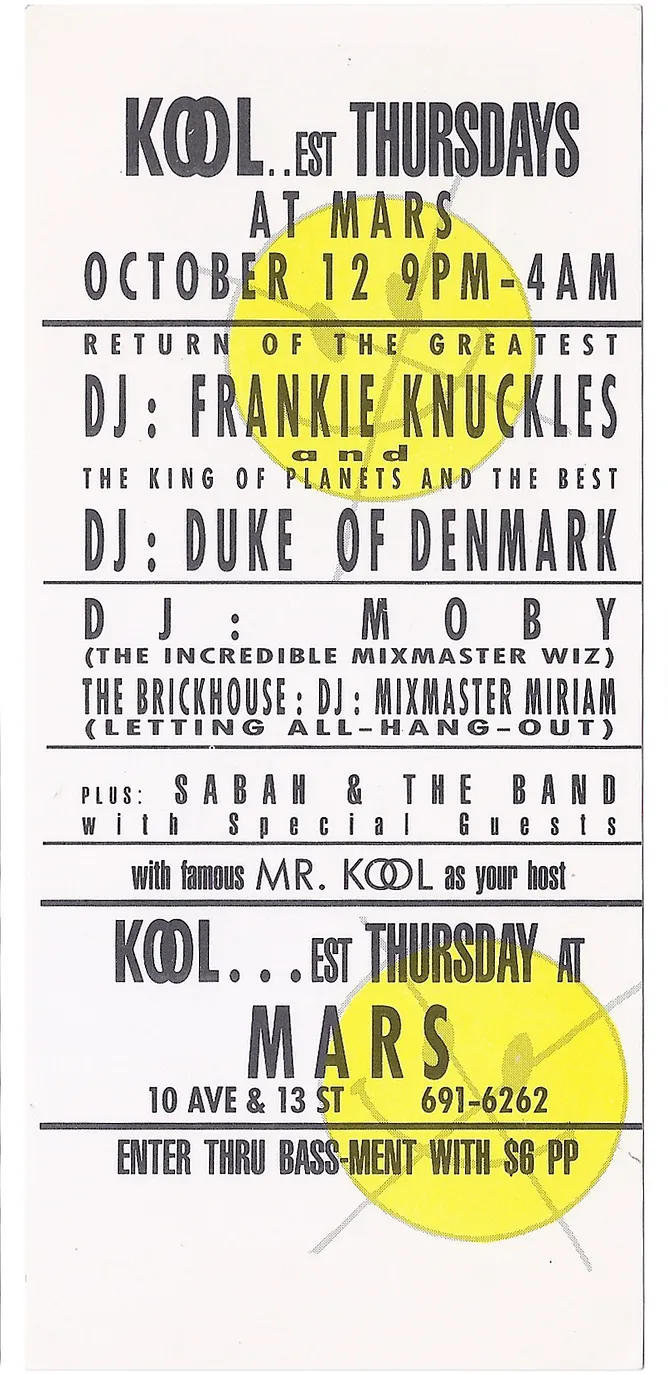 KOOL..EST THURSDAYS
AT MARS
OCTOBER 12 9PM-4AM
RETURN OF THE GREATEST
DJ: FRANKIE KNUCKLES
and
THE KING OF PLANETS AND THE BEST
DJ: DUKE OF DENMARK
DJ: MOBY
(THE INCREDIBLE MIXMASTER WIZ)
THE BRICKHOUSE: DJ: MIXMASTER MIRIAM
(LETTING ALL-HANG-OUT)
PLUS: SABAH & THE BAND
with Special Guests
with famous MR. KOOL as your host
KOOL...EST THURSDAY AT
MARS
10 AVE & 13 ST 691-6262
ENTER THRU BASS-MENT WITH $6 PP